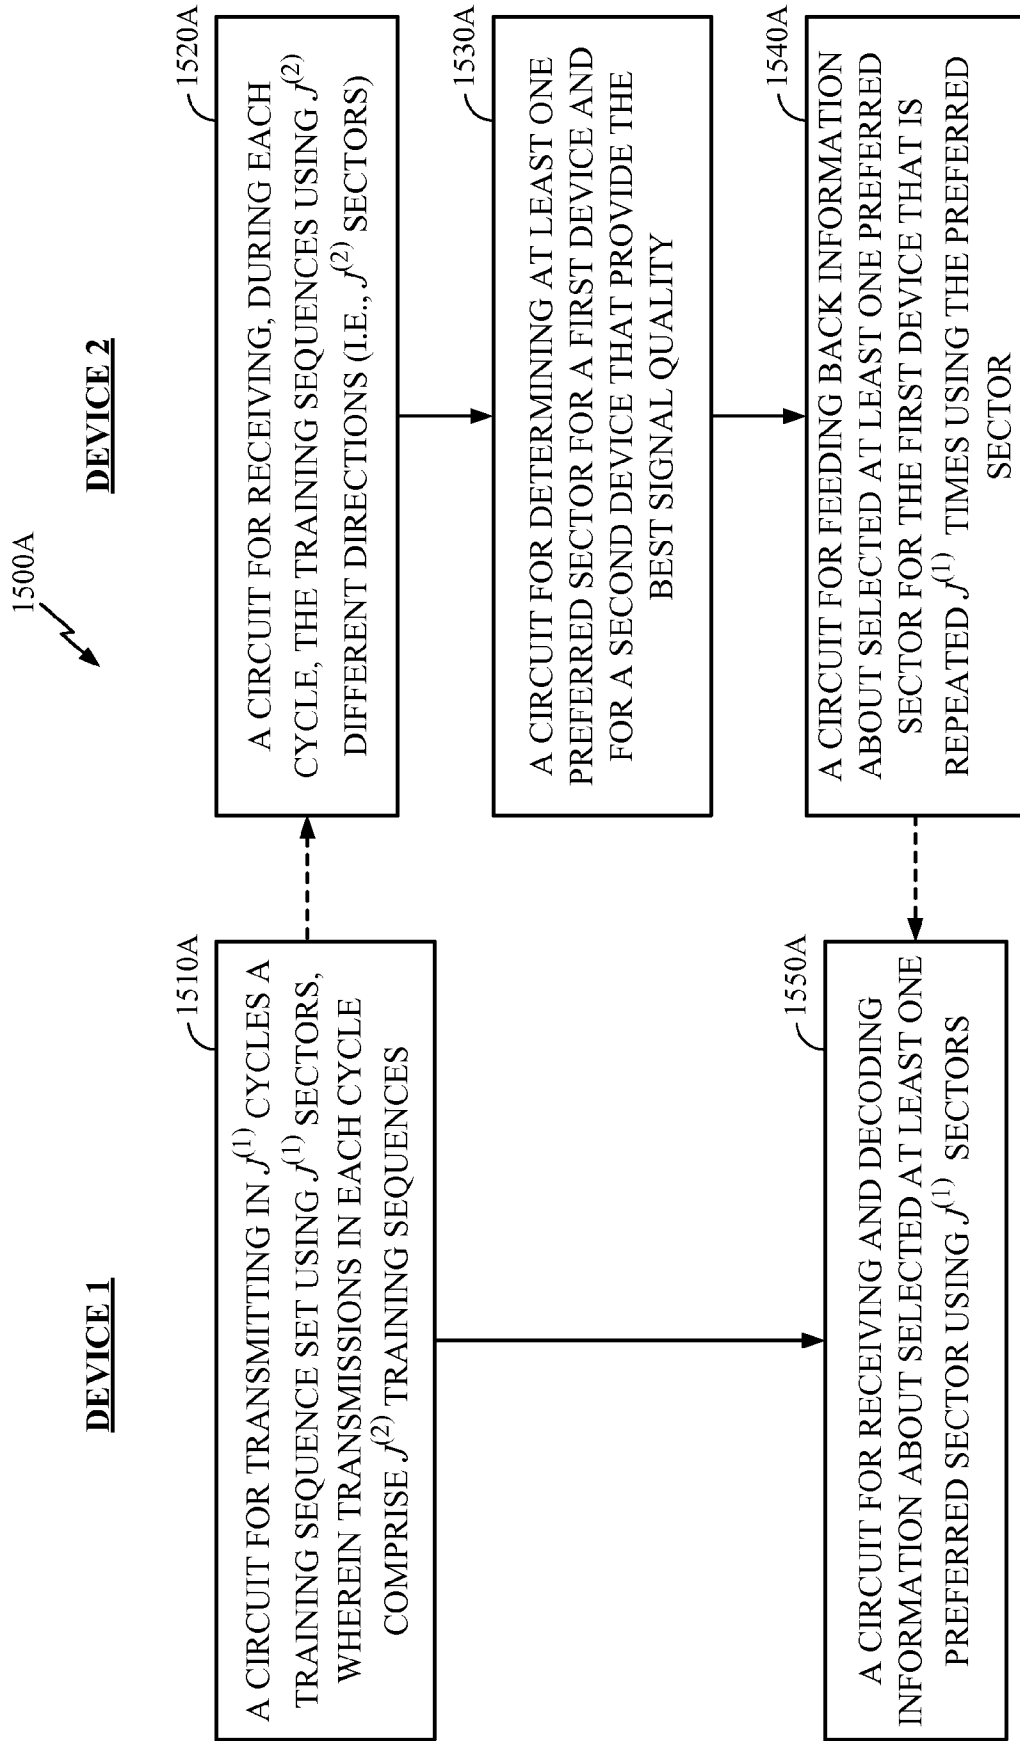 1500A
DEVICE 1
DEVICE 2
1510A
A CIRCUIT FOR TRANSMITTING IN J(1) CYCLES A
TRAINING SEQUENCE SET USING J(1) SECTORS,
WHEREIN TRANSMISSIONS IN EACH CYCLE
COMPRISE J(2) TRAINING SEQUENCES
1520A
A CIRCUIT FOR RECEIVING, DURING EACH
CYCLE, THE TRAINING SEQUENCES USING J(2)
DIFFERENT DIRECTIONS (I.E., J(2) SECTORS)
1530A
A CIRCUIT FOR DETERMINING AT LEAST ONE
PREFERRED SECTOR FOR A FIRST DEVICE AND
FOR A SECOND DEVICE THAT PROVIDE THE
BEST SIGNAL QUALITY
1540A
A CIRCUIT FOR FEEDING BACK INFORMATION
ABOUT SELECTED AT LEAST ONE PREFERRED
SECTOR FOR THE FIRST DEVICE THAT IS
REPEATED J(1) TIMES USING THE PREFERRED
SECTOR
1550A
A CIRCUIT FOR RECEIVING AND DECODING
INFORMATION ABOUT SELECTED AT LEAST ONE
PREFERRED SECTOR USING J(1) SECTORS